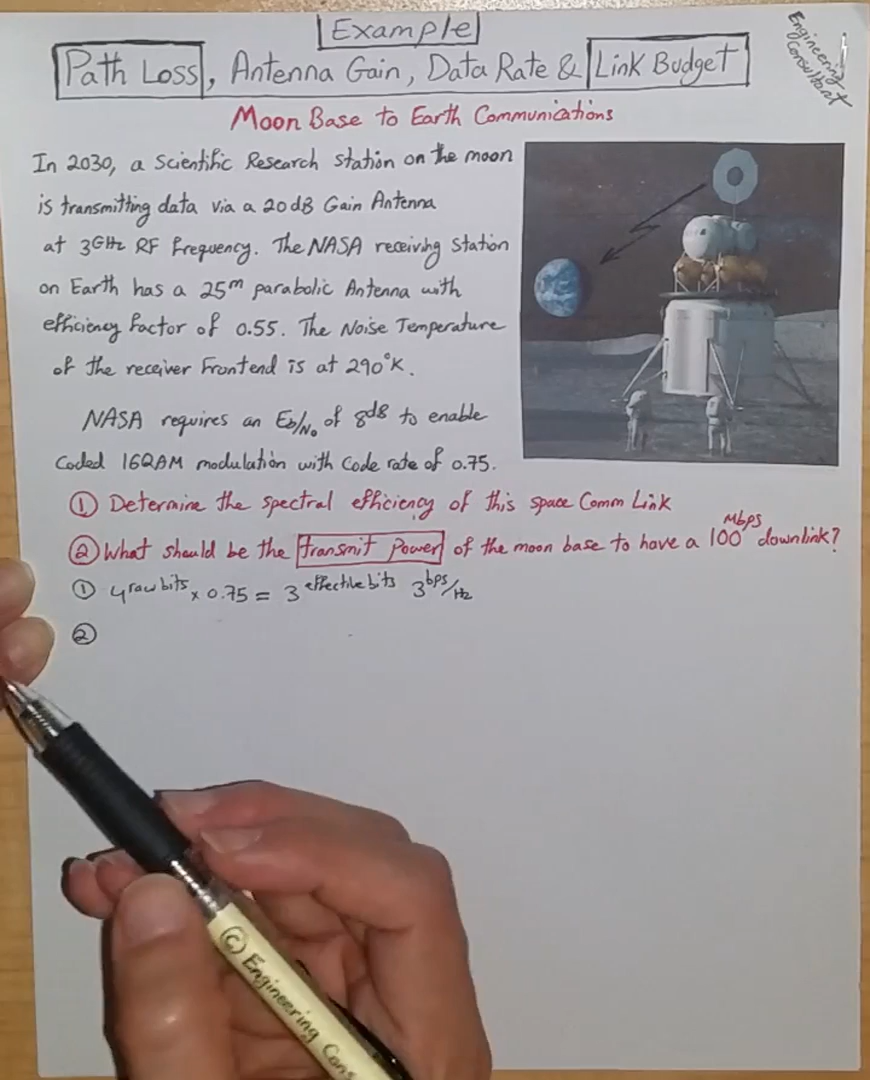 Example
Path Loss, Antenna Gain, Data Rate & Link Budget
Engineering
Consultant
Moon Base to Earth Communications
In 2030, a Scientific Research Station on the moon
is transmitting data via a 20dB Gain Antenna
at 3GHz RF Frequency. The NASA receiving station
on Earth has a 25m parabolic Antenna with
efficiency factor of 0.55. The Noise Temperature
of the receiver Frontend is at 290°K.
NASA requires an Eb/No of 8dB to enable
Coded 16QAM modulation with Code rate of 0.75.
① Determine the spectral efficiency of this space Comm Link
② What should be the transmit power of the moon base to have a 100 Mbps downlink?
① 4 raw bits x 0.75 = 3 effective bits 3 bps/Hz
②
© Engineering Cons